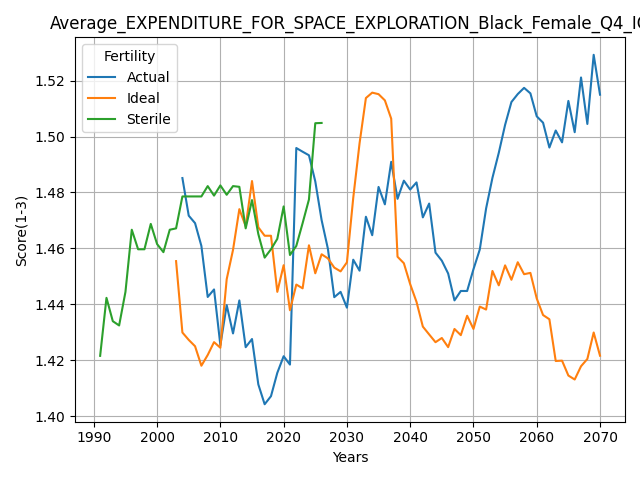 Average_EXPENDITURE_FOR_SPACE_EXPLORATION_Black_Female_Q4_IQ
Fertility
Actual
Ideal
Sterile
Score(1-3)
1.52
1.50
1.48
1.46
1.44
1.42
1.40
1990 2000 2010 2020 2030 2040 2050 2060 2070
Years